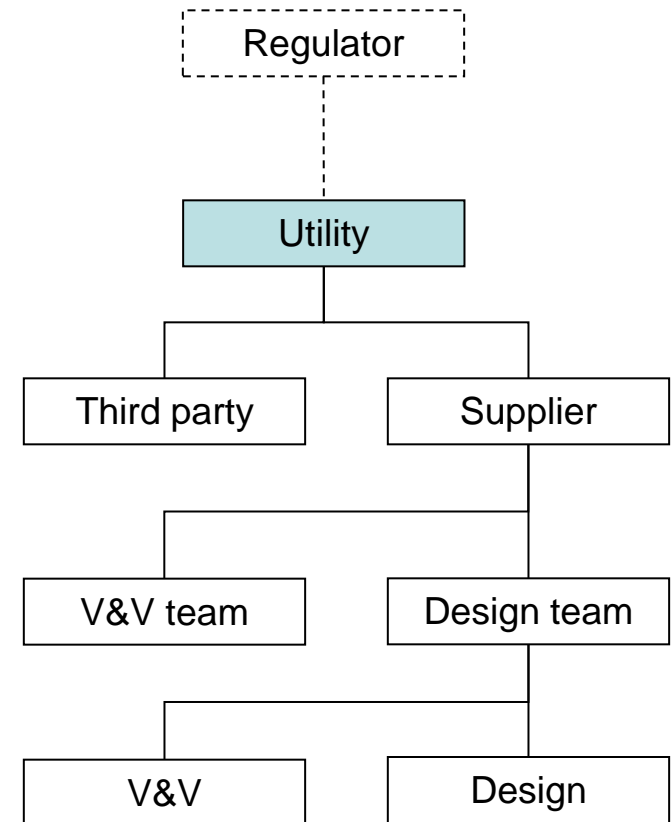 Regulator
Utility
Third party
Supplier
V&V team
Design team
V&V
Design